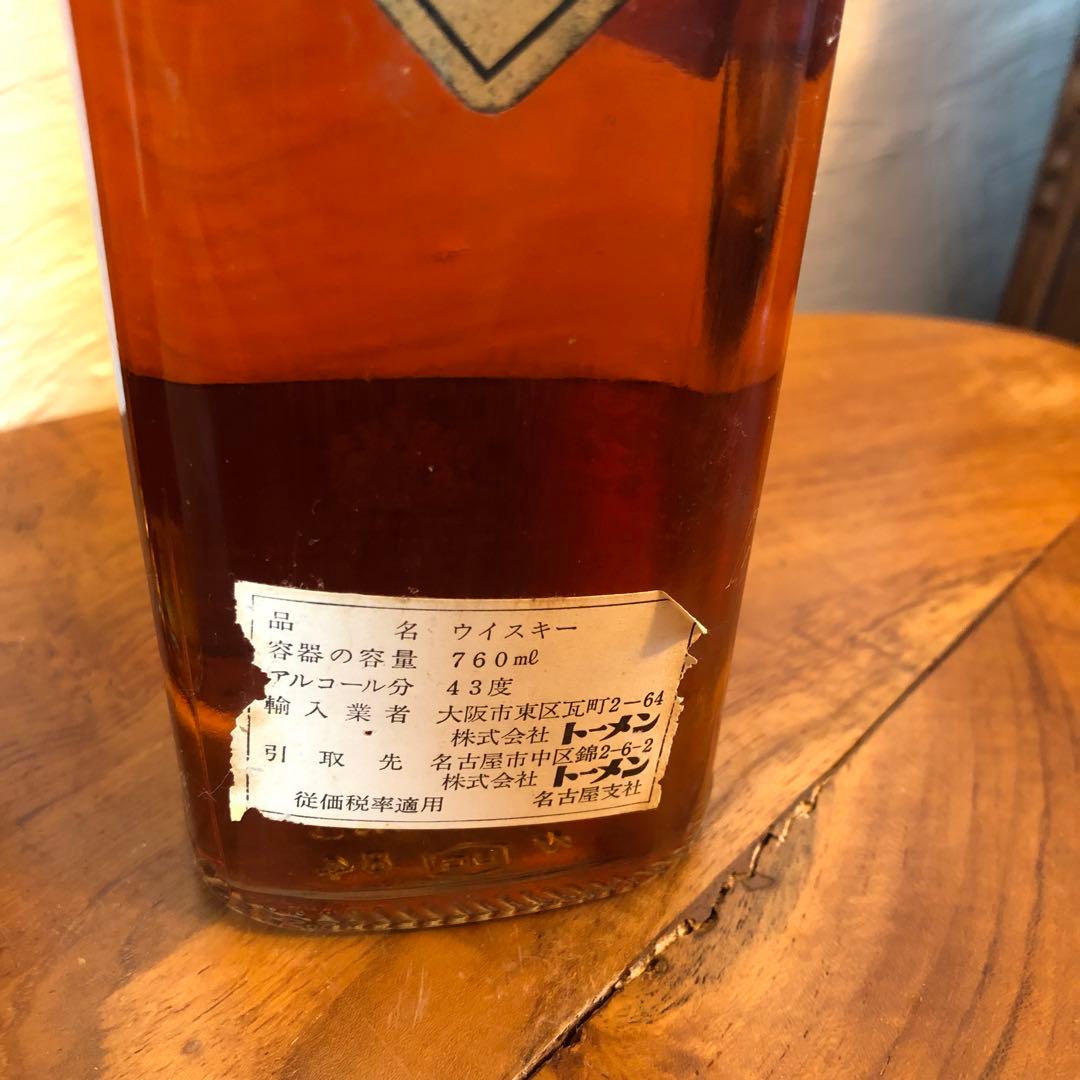 品名 ウイスキー
容器の容量 760ml
アルコール分 43度
輸入業者 大阪市東区瓦町2-64
株式会社 トーメン
引取先 名古屋市中区錦2-6-2
株式会社 トーメン
従価税率適用 名古屋支社